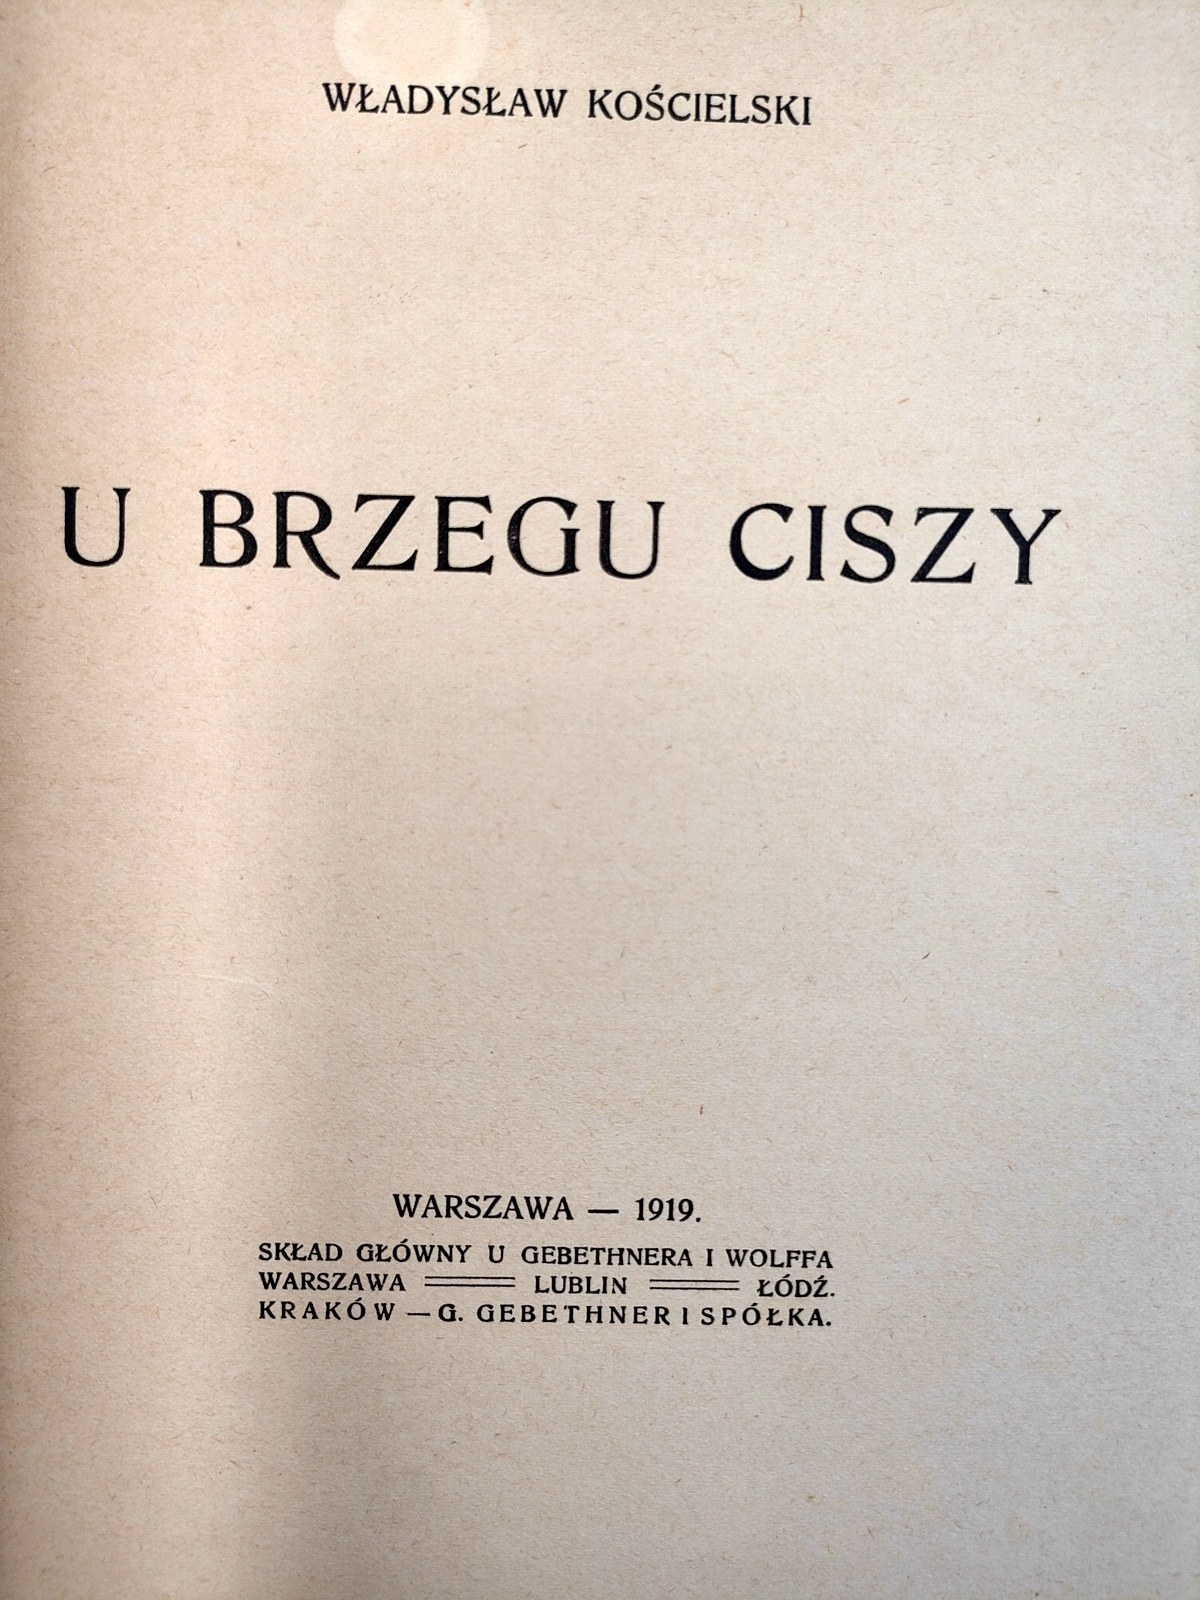 WŁADYSŁAW KOŚCIELSKI
U BRZEGU CISZY
WARSZAWA — 1919.
SKŁAD GŁÓWNY U GEBETHNERA I WOLFFA
WARSZAWA ═══ LUBLIN ═══ ŁÓDŹ.
KRAKÓW — G. GEBETHNER I SPÓŁKA.